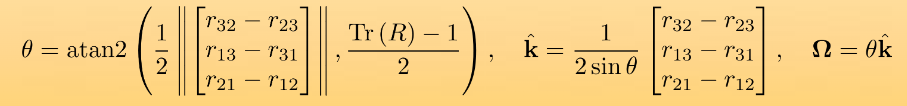 θ = atan2 ( 1/2 ‖ [ r₃₂ − r₂₃ ; r₁₃ − r₃₁ ; r₂₁ − r₁₂ ] ‖ , (Tr (R) − 1)/2 ) , k̂ = 1/(2 sin θ) [ r₃₂ − r₂₃ ; r₁₃ − r₃₁ ; r₂₁ − r₁₂ ] , Ω = θk̂